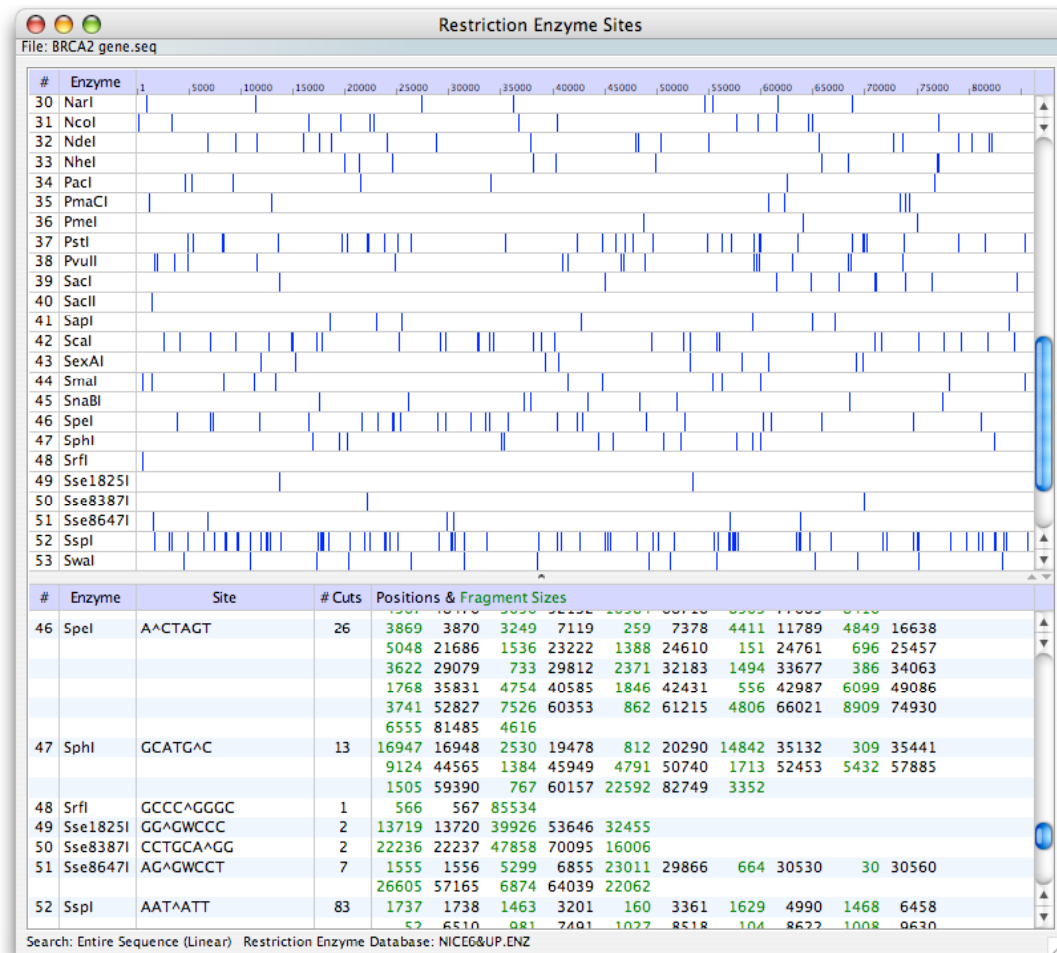 Restriction Enzyme Sites
File: BRCA2 gene.seq
# Enzyme 1 5000 10000 15000 20000 25000 30000 35000 40000 45000 50000 55000 60000 65000 70000 75000 80000
30 NarI
31 NcoI
32 NdeI
33 NheI
34 PacI
35 PmaCI
36 PmeI
37 PstI
38 PvuII
39 SacI
40 SacII
41 SapI
42 ScaI
43 SexAI
44 SmaI
45 SnaBI
46 SpeI
47 SphI
48 SrfI
49 Sse1825I
50 Sse8387I
51 Sse8647I
52 SspI
53 SwaI
# Enzyme Site # Cuts Positions & Fragment Sizes
46 SpeI A^CTAGT 26 3869 3870 3249 7119 259 7378 4411 11789 4849 16638
5048 21686 1536 23222 1388 24610 151 24761 696 25457
3622 29079 733 29812 2371 32183 1494 33677 386 34063
1768 35831 4754 40585 1846 42431 556 42987 6099 49086
3741 52827 7526 60353 862 61215 4806 66021 8909 74930
6555 81485 4616
47 SphI GCATG^C 13 16947 16948 2530 19478 812 20290 14842 35132 309 35441
9124 44565 1384 45949 4791 50740 1713 52453 5432 57885
1505 59390 767 60157 22592 82749 3352
48 SrfI GCCC^GGGC 1 566 567 85534
49 Sse1825I GG^GWCCC 2 13719 13720 39926 53646 32455
50 Sse8387I CCTGCA^GG 2 22236 22237 47858 70095 16006
51 Sse8647I AG^GWCCT 7 1555 1556 5299 6855 23011 29866 664 30530 30 30560
26605 57165 6874 64039 22062
52 SspI AAT^ATT 83 1737 1738 1463 3201 160 3361 1629 4990 1468 6458
52 6510 981 7491 1027 8518 104 8622 1008 9630
Search: Entire Sequence (Linear) Restriction Enzyme Database: NICE6&UP.ENZ